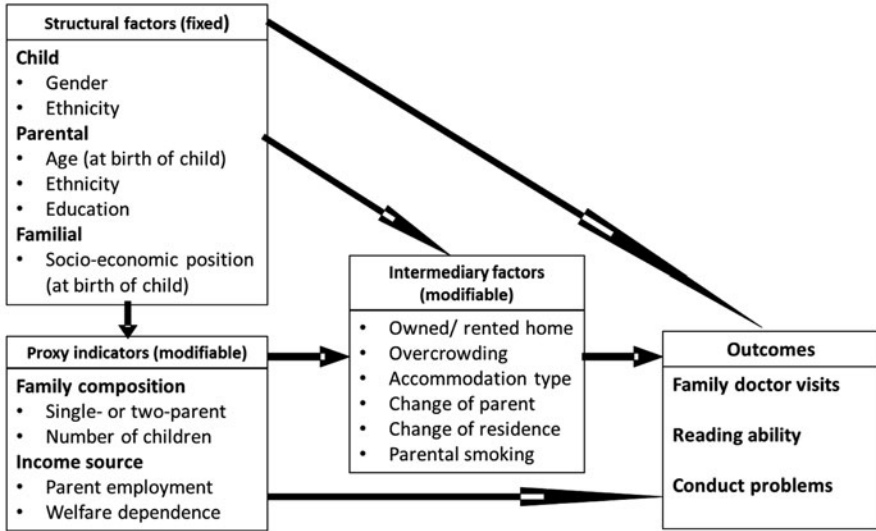 Structural factors (fixed)
Child
• Gender
• Ethnicity
Parental
• Age (at birth of child)
• Ethnicity
• Education
Familial
• Socio-economic position
(at birth of child)
Proxy indicators (modifiable)
Family composition
• Single- or two-parent
• Number of children
Income source
• Parent employment
• Welfare dependence
Intermediary factors
(modifiable)
• Owned/ rented home
• Overcrowding
• Accommodation type
• Change of parent
• Change of residence
• Parental smoking
Outcomes
Family doctor visits
Reading ability
Conduct problems